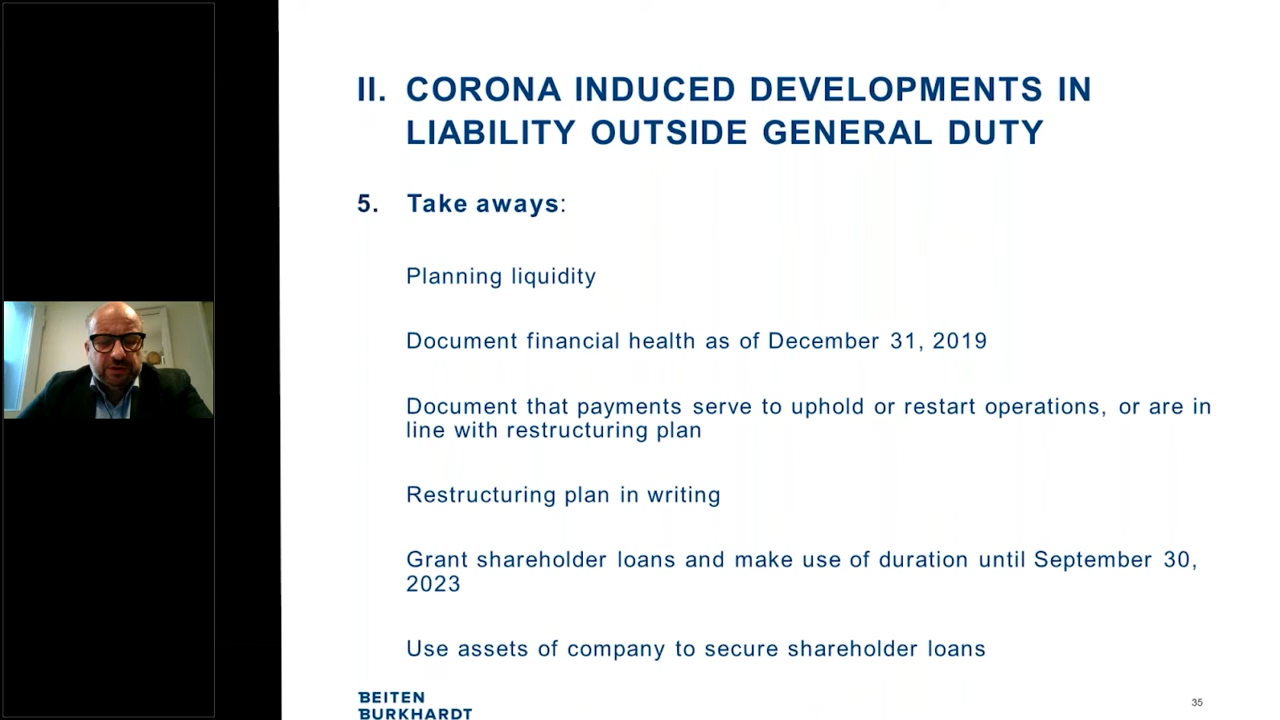 II. CORONA INDUCED DEVELOPMENTS IN
LIABILITY OUTSIDE GENERAL DUTY
5. Take aways:
Planning liquidity
Document financial health as of December 31, 2019
Document that payments serve to uphold or restart operations, or are in
line with restructuring plan
Restructuring plan in writing
Grant shareholder loans and make use of duration until September 30,
2023
Use assets of company to secure shareholder loans
BEITEN
BURKHARDT
35